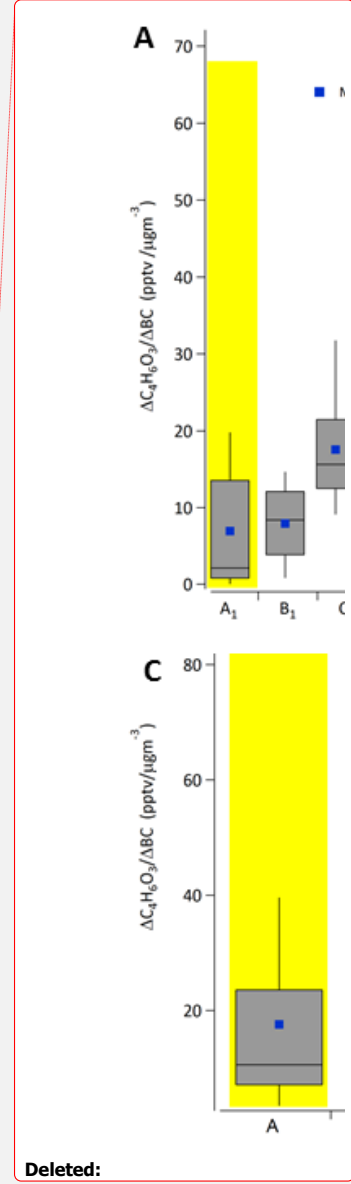 A
70
M
60
50
40
30
20
10
0
ΔC₄H₆O₃/ΔBC (pptv /µgm⁻³)
A₁ B₁ C
C
80
60
40
20
ΔC₄H₆O₃/ΔBC (pptv/µgm⁻³)
A
Deleted: